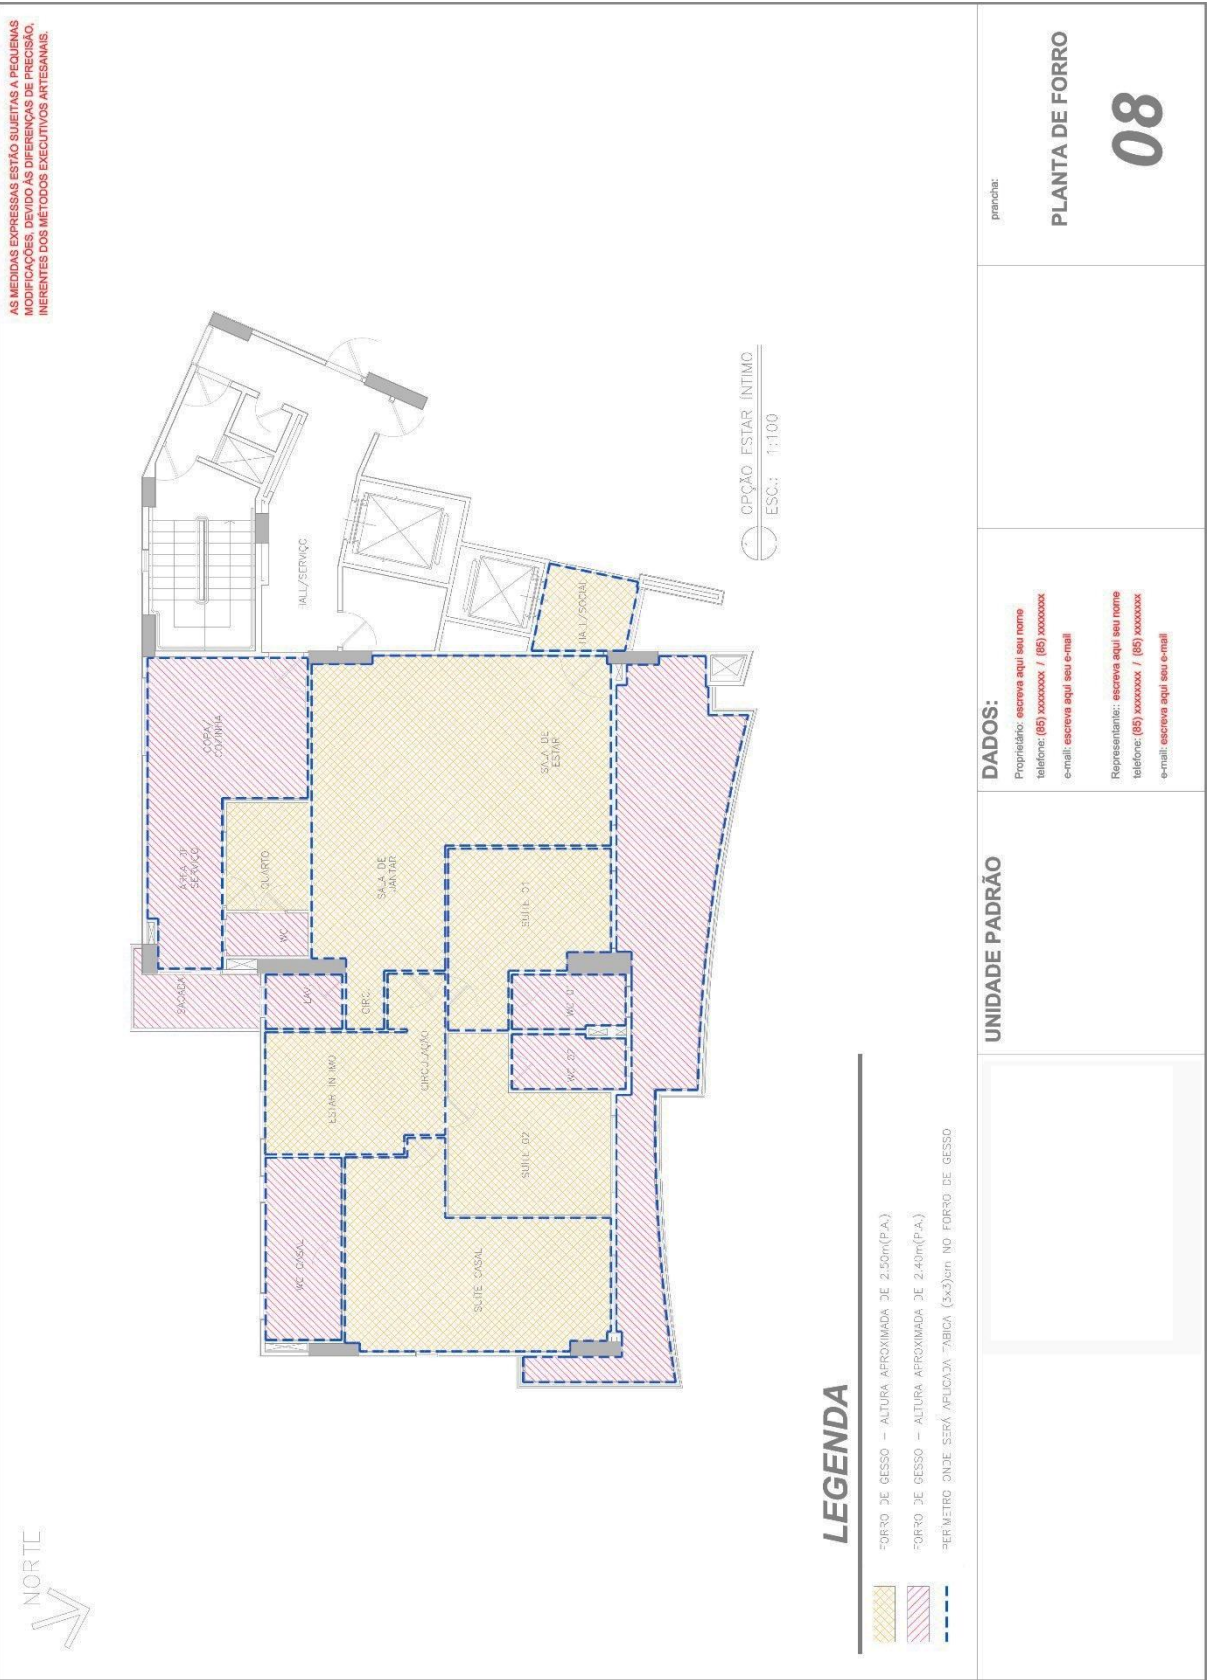 AS MEDIDAS EXPRESSAS ESTÃO SUJEITAS A PEQUENAS
MODIFICAÇÕES, DEVIDO ÀS DIFERENÇAS DE PRECISÃO,
INERENTES DOS MÉTODOS EXECUTIVOS ARTESANAIS.
NORTE
HALL/SERVIÇO
HALL/SOCIAL
COPA/
COZINHA
ÁREA DE
SERVIÇO
QUARTO
WC
SACADA
LAV.
CIRC.
SALA DE
JANTAR
SALA DE
ESTAR
SUÍTE 01
WC 01
WC 02
CIRCULAÇÃO
ESTAR ÍNTIMO
SUÍTE 02
WC CASAL
SUÍTE CASAL
OPÇÃO ESTAR ÍNTIMO
ESC.: 1:100
LEGENDA
FORRO DE GESSO – ALTURA APROXIMADA DE 2.50m(P.A.)
FORRO DE GESSO – ALTURA APROXIMADA DE 2.40m(P.A.)
PERÍMETRO ONDE SERÁ APLICADA TABICA (3x3)cm NO FORRO DE GESSO
UNIDADE PADRÃO
DADOS:
Proprietário: escreva aqui seu nome
telefone: (85) xxxxxxxx / (85) xxxxxxxx
e-mail: escreva aqui seu e-mail
Representante:: escreva aqui seu nome
telefone: (85) xxxxxxxx / (85) xxxxxxxx
e-mail: escreva aqui seu e-mail
prancha:
PLANTA DE FORRO
08